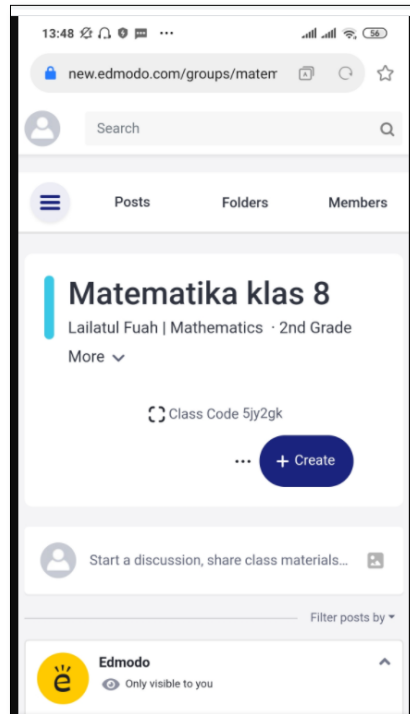 13:48
56
new.edmodo.com/groups/matem
Search
Posts Folders Members
Matematika klas 8
Lailatul Fuah | Mathematics · 2nd Grade
More
Class Code 5jy2gk
... + Create
Start a discussion, share class materials...
Filter posts by
Edmodo
Only visible to you